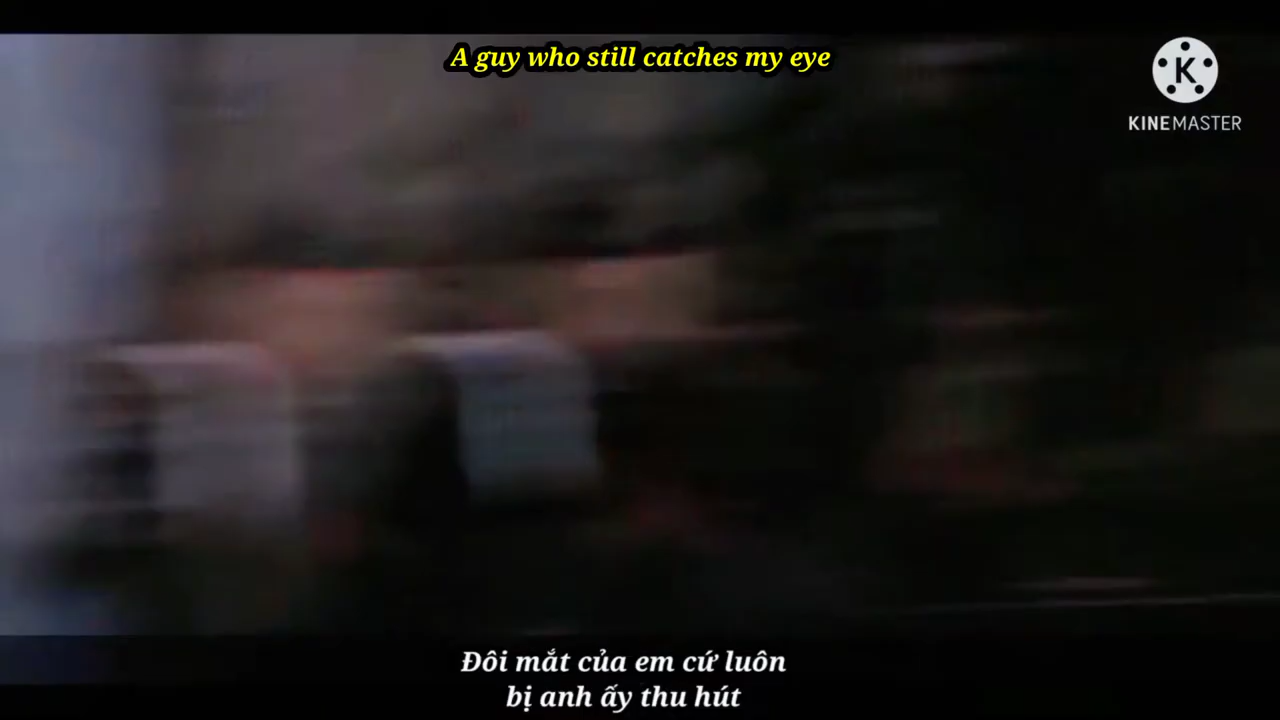 A guy who still catches my eye
K
KINEMASTER
Đôi mắt của em cứ luôn
bị anh ấy thu hút